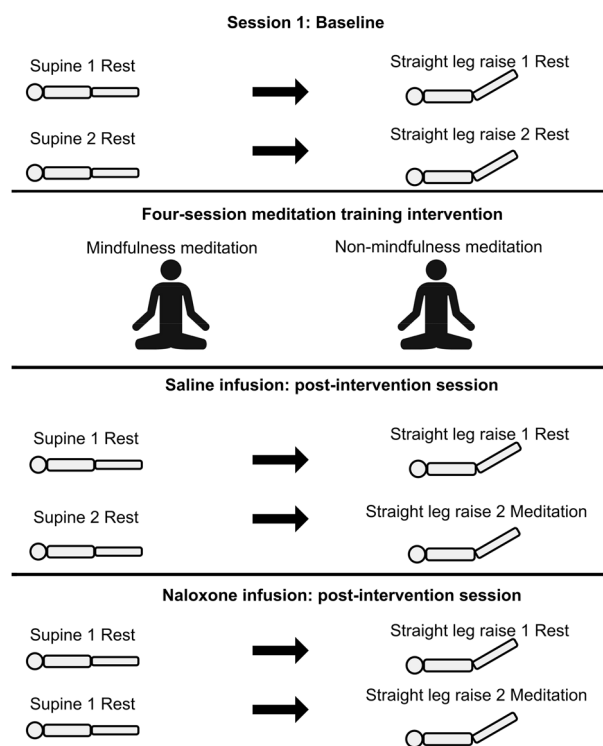 Session 1: Baseline
Supine 1 Rest
Straight leg raise 1 Rest
Supine 2 Rest
Straight leg raise 2 Rest
Four-session meditation training intervention
Mindfulness meditation
Non-mindfulness meditation
Saline infusion: post-intervention session
Supine 1 Rest
Straight leg raise 1 Rest
Supine 2 Rest
Straight leg raise 2 Meditation
Naloxone infusion: post-intervention session
Supine 1 Rest
Straight leg raise 1 Rest
Supine 1 Rest
Straight leg raise 2 Meditation